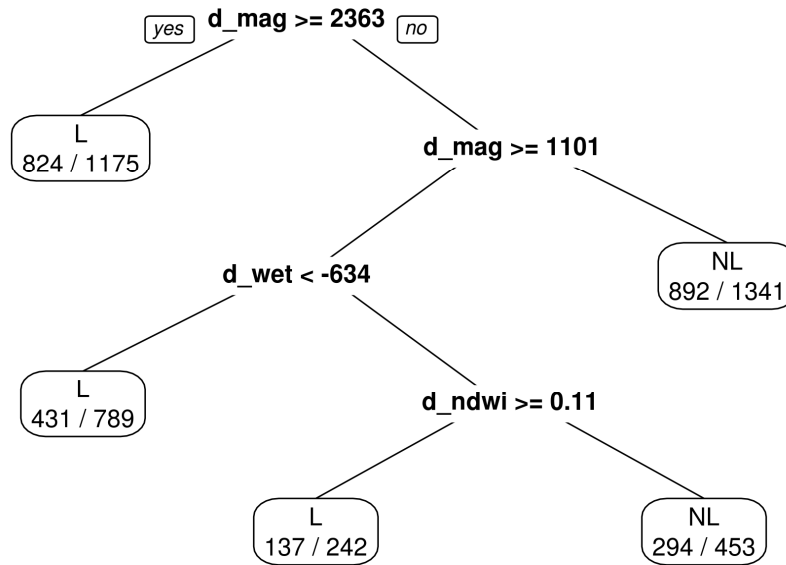 d_mag >= 2363
yes
no
L
824 / 1175
d_mag >= 1101
d_wet < -634
NL
892 / 1341
L
431 / 789
d_ndwi >= 0.11
L
137 / 242
NL
294 / 453